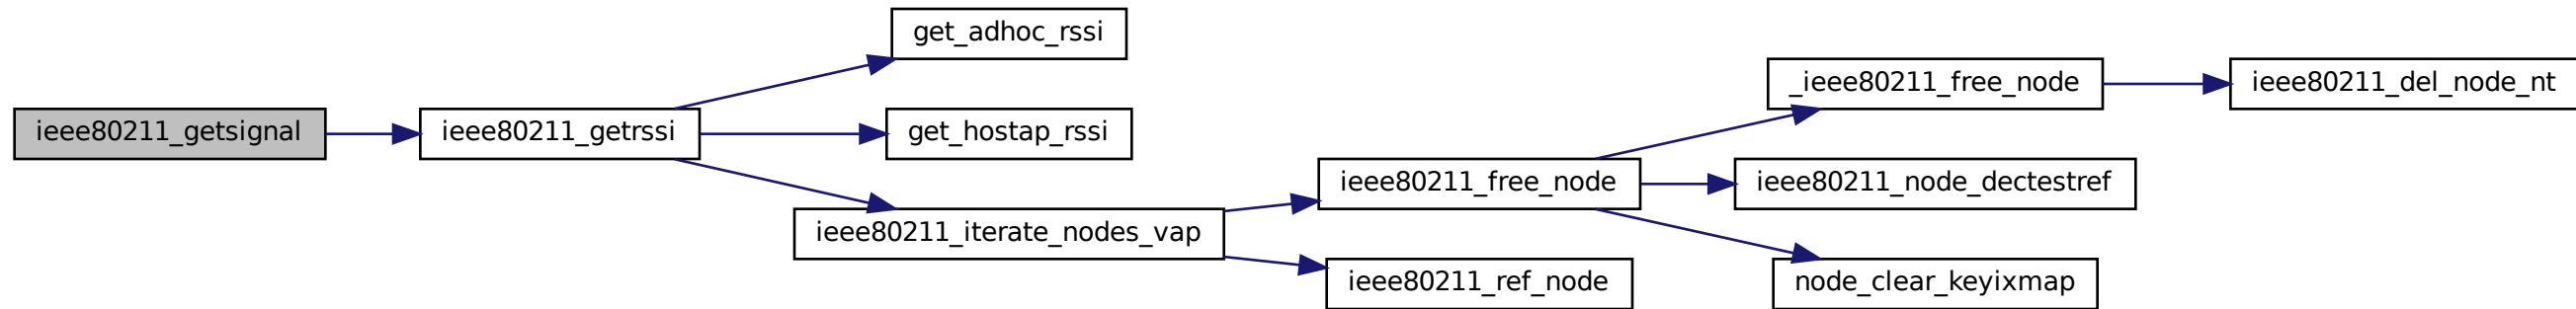 get_adhoc_rssi
_ieee80211_free_node
ieee80211_del_node_nt
ieee80211_getsignal
ieee80211_getrssi
get_hostap_rssi
ieee80211_free_node
ieee80211_node_dectestref
ieee80211_iterate_nodes_vap
ieee80211_ref_node
node_clear_keyixmap